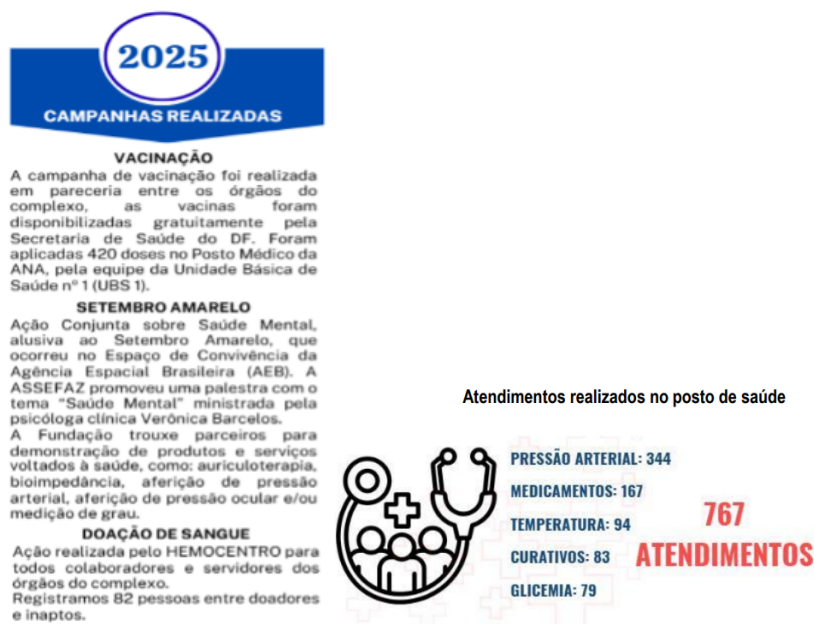 2025
CAMPANHAS REALIZADAS
VACINAÇÃO
A campanha de vacinação foi realizada
em pareceria entre os órgãos do
complexo, as vacinas foram
disponibilizadas gratuitamente pela
Secretaria de Saúde do DF. Foram
aplicadas 420 doses no Posto Médico da
ANA, pela equipe da Unidade Básica de
Saúde nº 1 (UBS 1).
SETEMBRO AMARELO
Ação Conjunta sobre Saúde Mental,
alusiva ao Setembro Amarelo, que
ocorreu no Espaço de Convivência da
Agência Espacial Brasileira (AEB). A
ASSEFAZ promoveu uma palestra com o
tema “Saúde Mental” ministrada pela
psicóloga clínica Verônica Barcelos.
A Fundação trouxe parceiros para
demonstração de produtos e serviços
voltados à saúde, como: auriculoterapia,
bioimpedância, aferição de pressão
arterial, aferição de pressão ocular e/ou
medição de grau.
DOAÇÃO DE SANGUE
Ação realizada pelo HEMOCENTRO para
todos colaboradores e servidores dos
órgãos do complexo.
Registramos 82 pessoas entre doadores
e inaptos.
Atendimentos realizados no posto de saúde
PRESSÃO ARTERIAL: 344
MEDICAMENTOS: 167
TEMPERATURA: 94
CURATIVOS: 83
GLICEMIA: 79
767
ATENDIMENTOS